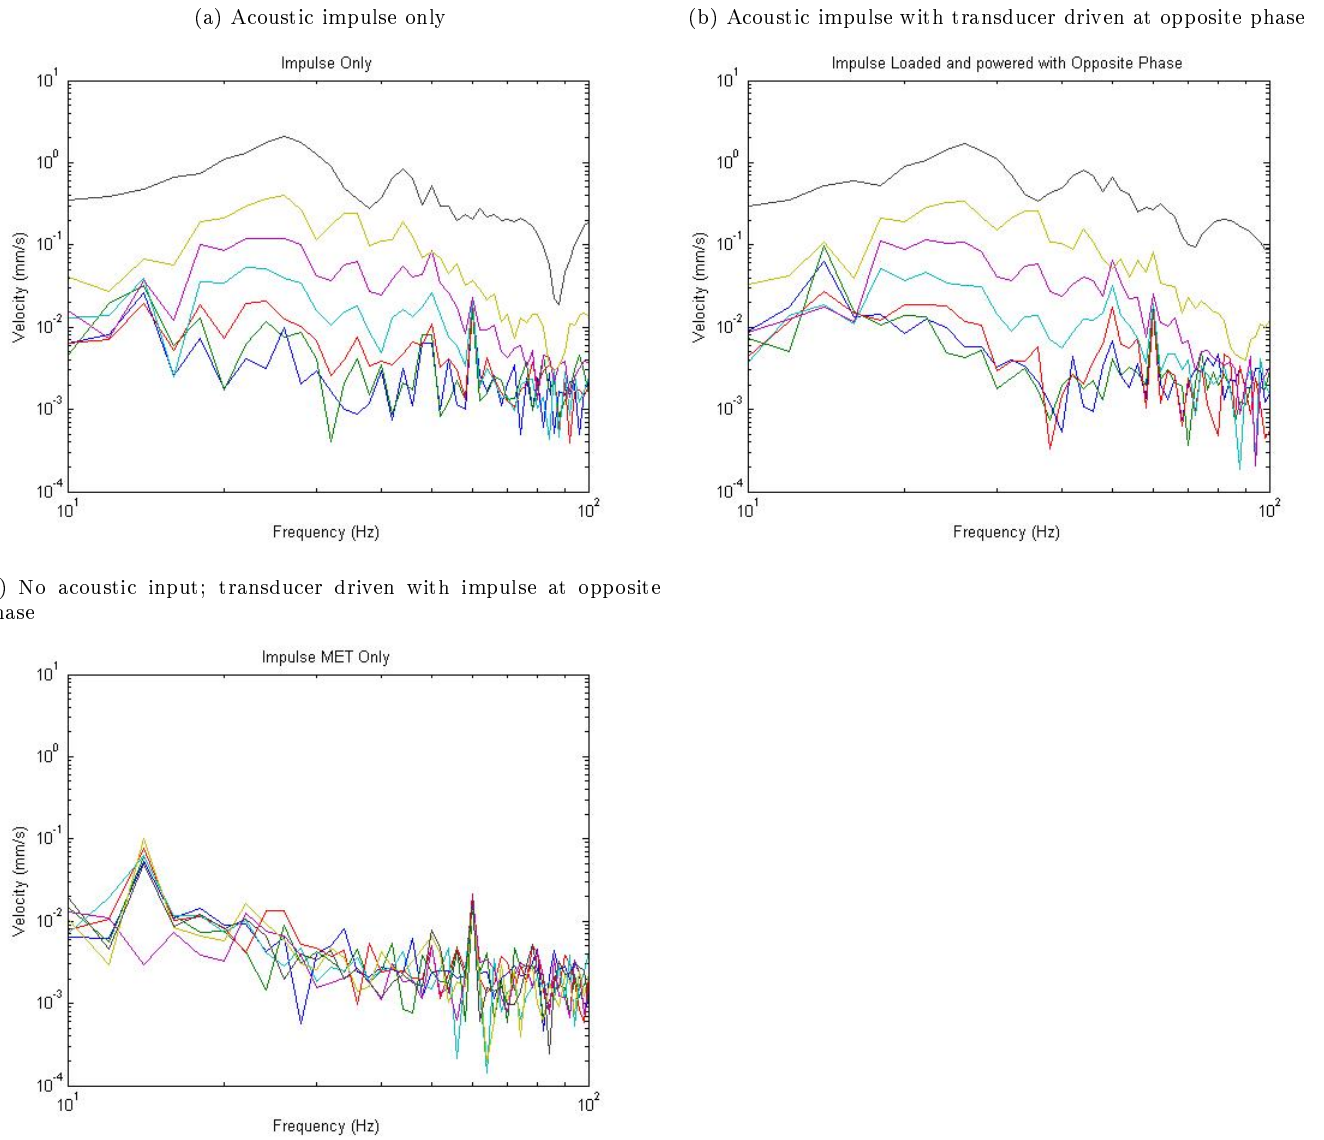 (a) Acoustic impulse only
(b) Acoustic impulse with transducer driven at opposite phase
Impulse Only
10^1
10^0
10^-1
10^-2
10^-3
10^-4
Velocity (mm/s)
10^1
10^2
Frequency (Hz)
Impulse Loaded and powered with Opposite Phase
10^1
10^0
10^-1
10^-2
10^-3
10^-4
Velocity (mm/s)
10^1
10^2
Frequency (Hz)
) No acoustic input; transducer driven with impulse at opposite
hase
Impulse MET Only
10^1
10^0
10^-1
10^-2
10^-3
10^-4
Velocity (mm/s)
10^1
10^2
Frequency (Hz)